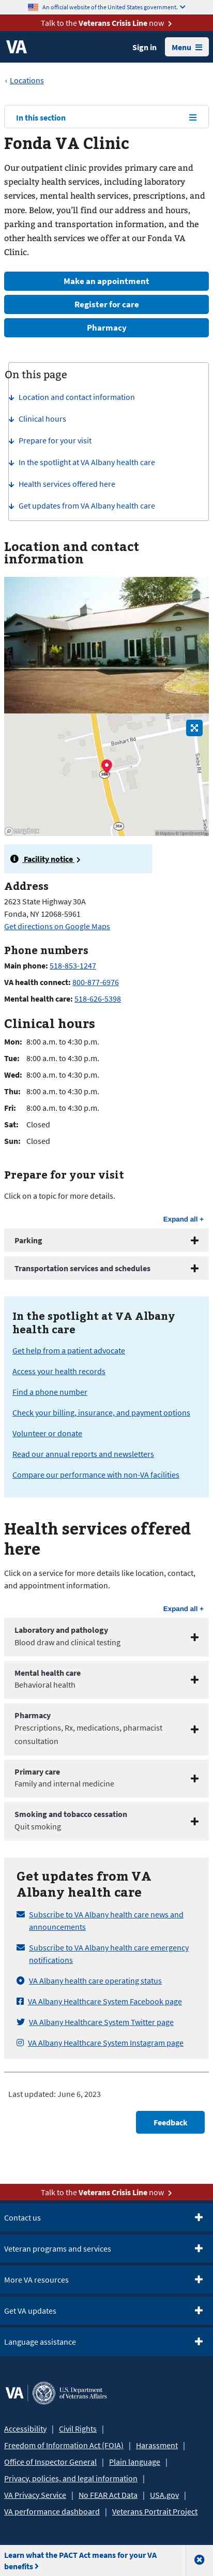 An official website of the United States government.
Talk to the Veterans Crisis Line now
VA
Sign in
Menu
Locations
In this section
Fonda VA Clinic
Our outpatient clinic provides primary care and
specialty health services, including laboratory
services, mental health services, prescriptions, and
more. Below, you'll find our address and hours,
parking and transportation information, and the
other health services we offer at our Fonda VA
Clinic.
Make an appointment
Register for care
Pharmacy
On this page
Location and contact information
Clinical hours
Prepare for your visit
In the spotlight at VA Albany health care
Health services offered here
Get updates from VA Albany health care
Location and contact
information
Boshart Rd
30A
Switz Rd
30A
Switz R
mapbox
© Mapbox © OpenStreetMap
Facility notice
Address
2623 State Highway 30A
Fonda, NY 12068-5961
Get directions on Google Maps
Phone numbers
Main phone: 518-853-1247
VA health connect: 800-877-6976
Mental health care: 518-626-5398
Clinical hours
Mon: 8:00 a.m. to 4:30 p.m.
Tue: 8:00 a.m. to 4:30 p.m.
Wed: 8:00 a.m. to 4:30 p.m.
Thu: 8:00 a.m. to 4:30 p.m.
Fri: 8:00 a.m. to 4:30 p.m.
Sat: Closed
Sun: Closed
Prepare for your visit
Click on a topic for more details.
Expand all +
Parking
Transportation services and schedules
In the spotlight at VA Albany
health care
Get help from a patient advocate
Access your health records
Find a phone number
Check your billing, insurance, and payment options
Volunteer or donate
Read our annual reports and newsletters
Compare our performance with non-VA facilities
Health services offered
here
Click on a service for more details like location, contact,
and appointment information.
Expand all +
Laboratory and pathology
Blood draw and clinical testing
Mental health care
Behavioral health
Pharmacy
Prescriptions, Rx, medications, pharmacist
consultation
Primary care
Family and internal medicine
Smoking and tobacco cessation
Quit smoking
Get updates from VA
Albany health care
Subscribe to VA Albany health care news and
announcements
Subscribe to VA Albany health care emergency
notifications
VA Albany health care operating status
VA Albany Healthcare System Facebook page
VA Albany Healthcare System Twitter page
VA Albany Healthcare System Instagram page
Last updated: June 6, 2023
Feedback
Talk to the Veterans Crisis Line now
Contact us
Veteran programs and services
More VA resources
Get VA updates
Language assistance
VA
U.S. Department
of Veterans Affairs
Accessibility | Civil Rights |
Freedom of Information Act (FOIA) | Harassment |
Office of Inspector General | Plain language |
Privacy, policies, and legal information |
VA Privacy Service | No FEAR Act Data | USA.gov |
VA performance dashboard | Veterans Portrait Project
Learn what the PACT Act means for your VA
benefits